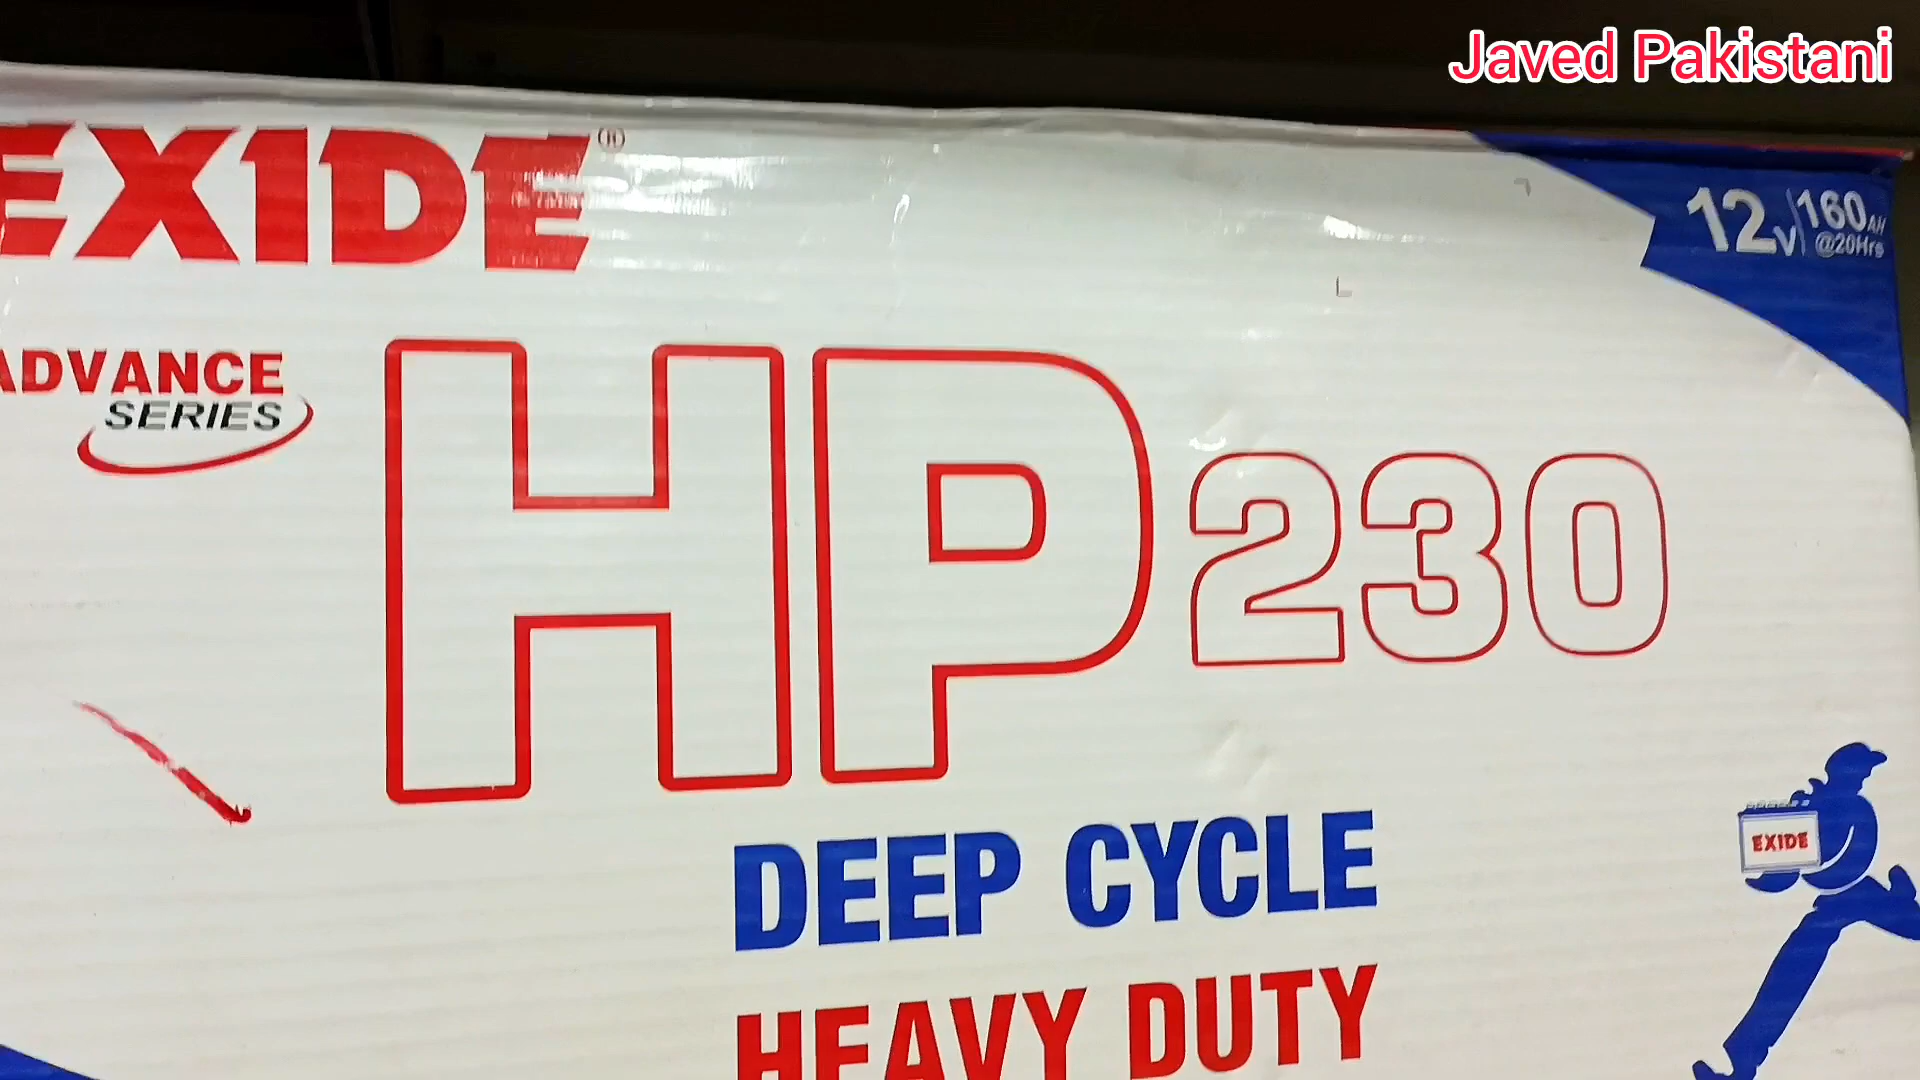 Javed Pakistani
EXIDE®
12V/160AH
@20Hrs
ADVANCE
SERIES
HP230
EXIDE
DEEP CYCLE
HEAVY DUTY